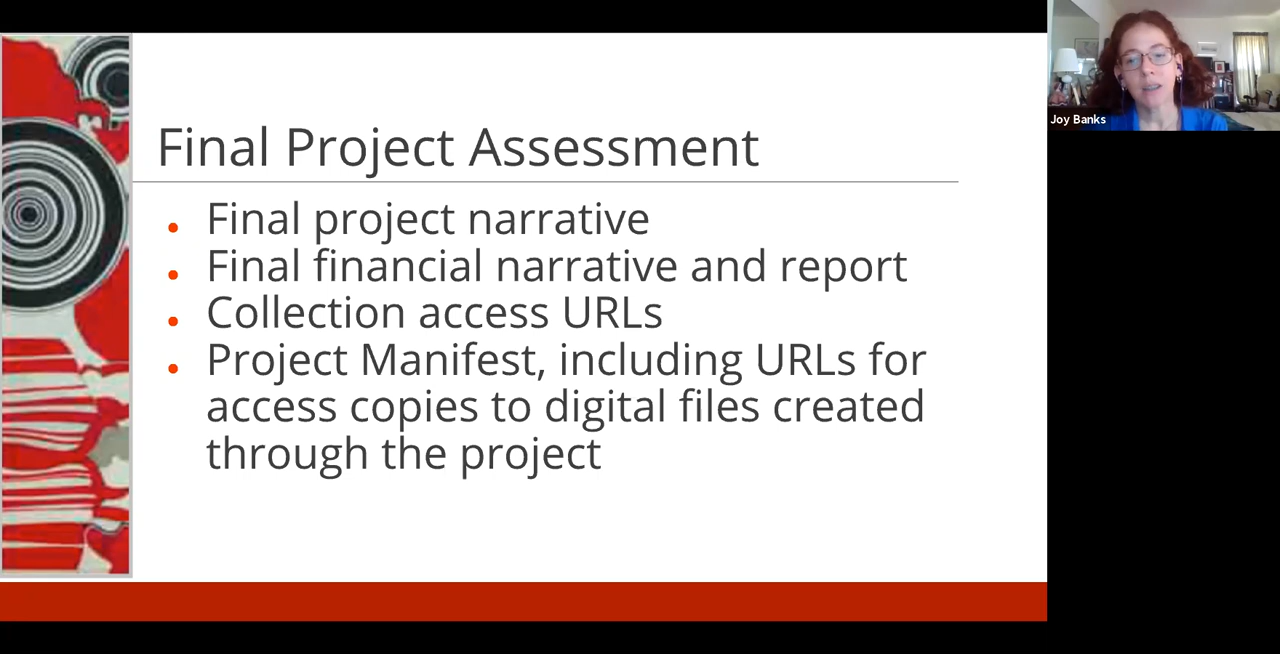 Final Project Assessment
Final project narrative
Final financial narrative and report
Collection access URLs
Project Manifest, including URLs for
access copies to digital files created
through the project
Joy Banks